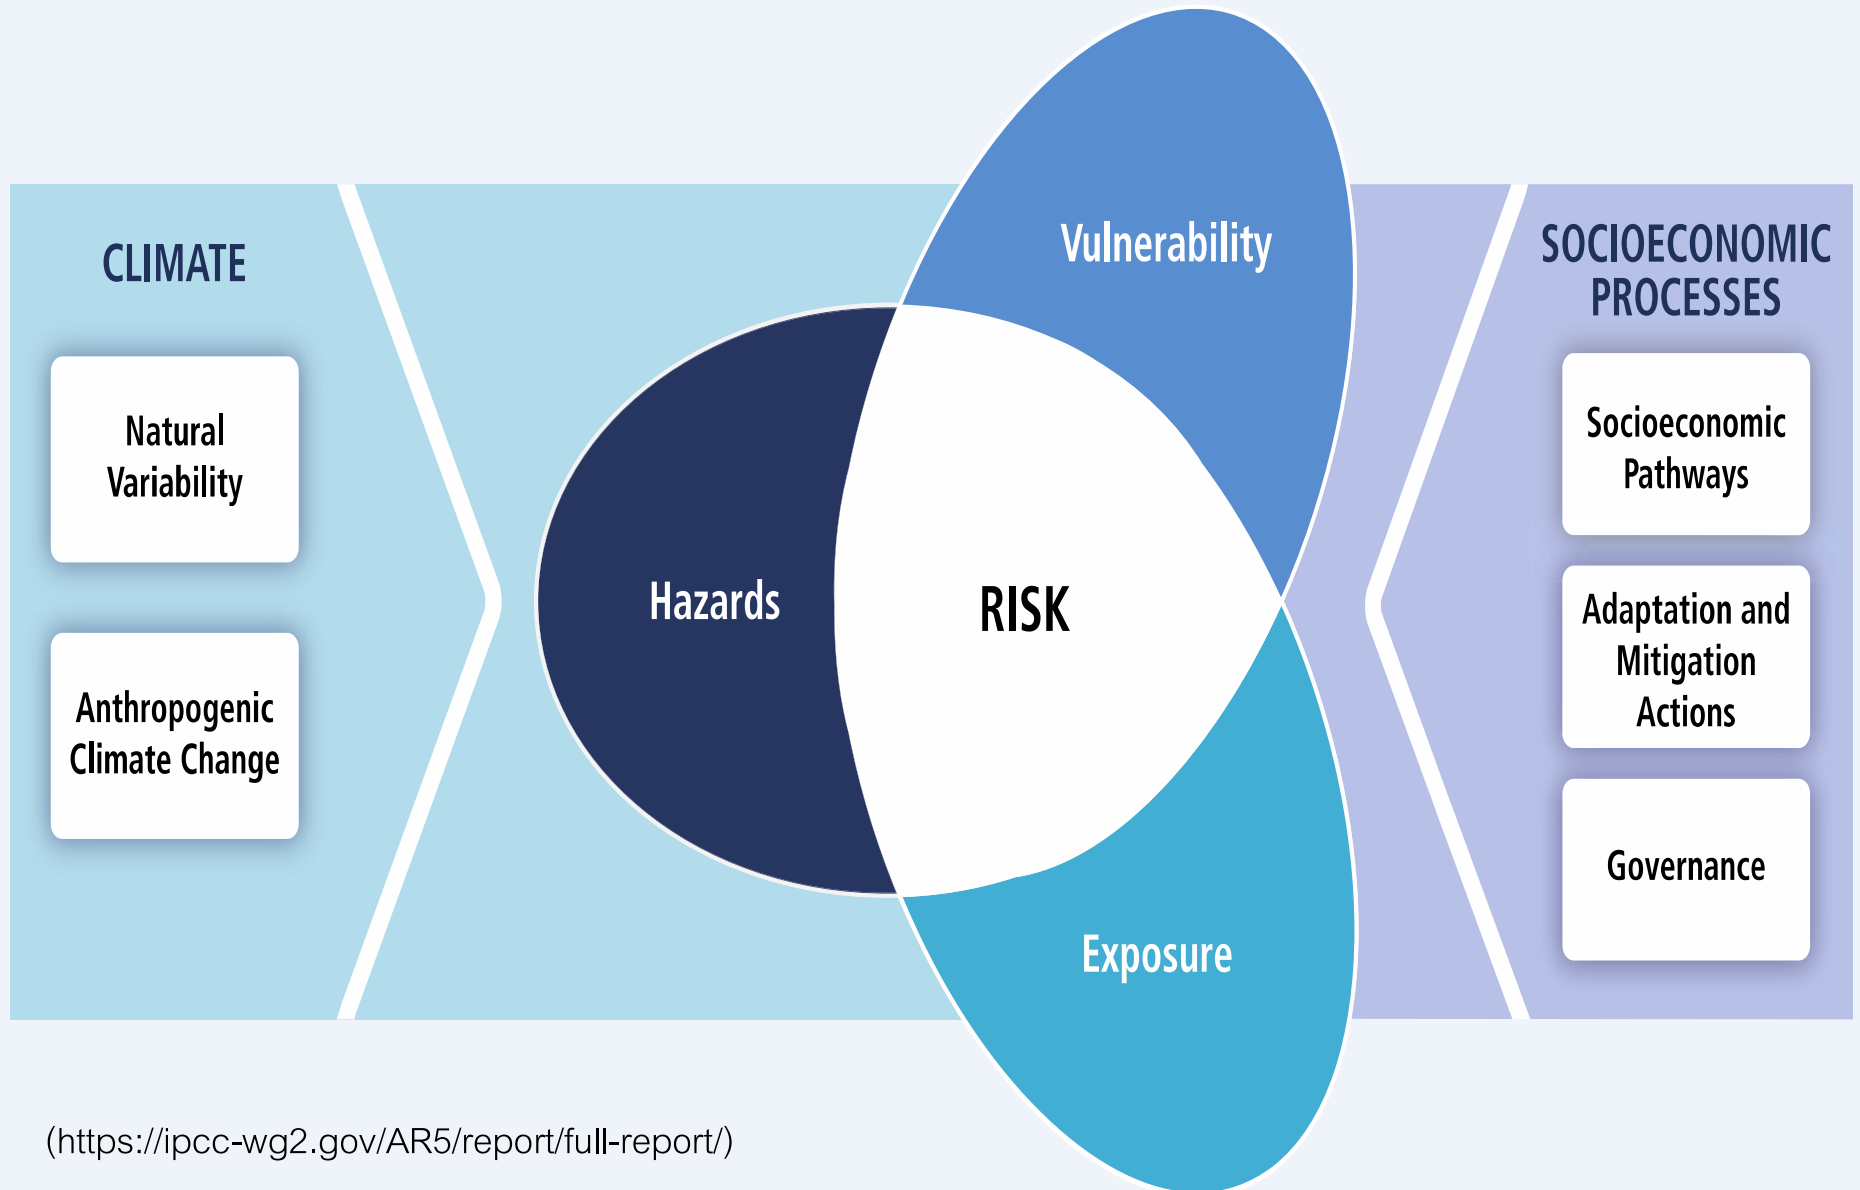 CLIMATE
Natural
Variability
Anthropogenic
Climate Change
Vulnerability
Hazards
RISK
Exposure
SOCIOECONOMIC
PROCESSES
Socioeconomic
Pathways
Adaptation and
Mitigation
Actions
Governance
(https://ipcc-wg2.gov/AR5/report/full-report/)